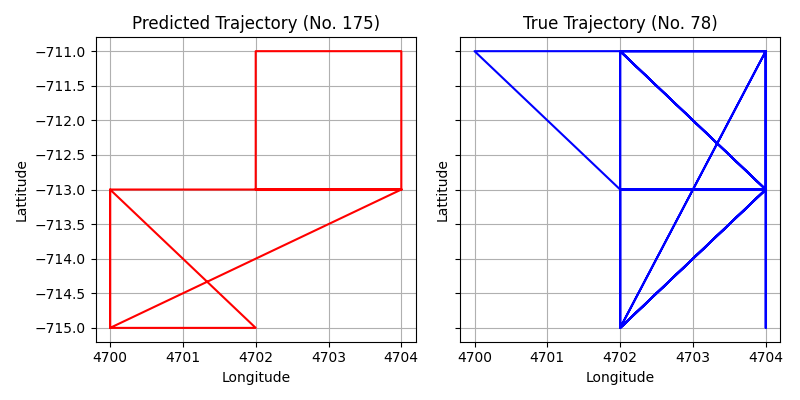 Predicted Trajectory (No. 175)
True Trajectory (No. 78)
−711.0
−711.5
−712.0
−712.5
−713.0
−713.5
−714.0
−714.5
−715.0
Lattitude
Lattitude
4700 4701 4702 4703 4704
4700 4701 4702 4703 4704
Longitude
Longitude